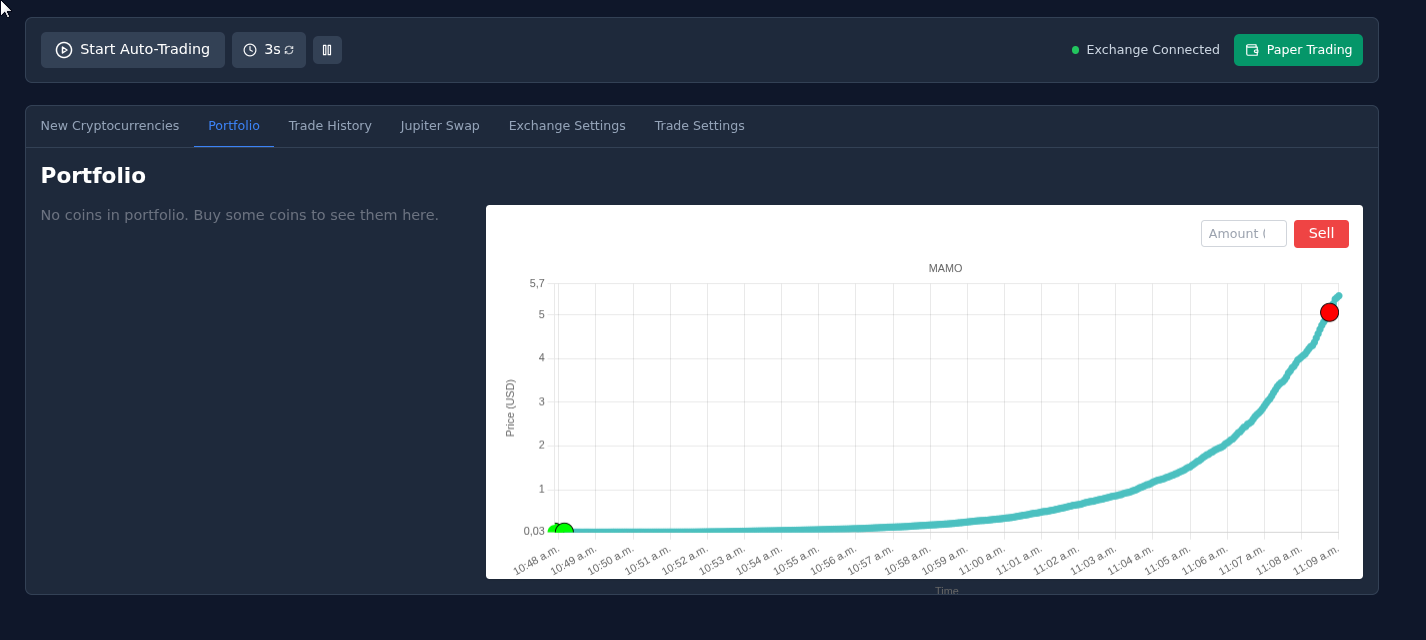 Start Auto-Trading 3s Exchange Connected Paper Trading
New Cryptocurrencies Portfolio Trade History Jupiter Swap Exchange Settings Trade Settings
Portfolio
No coins in portfolio. Buy some coins to see them here.
Amount ( Sell
MAMO
5,7
5
4
3
2
1
0,03
Price (USD)
10:48 a.m. 10:49 a.m. 10:50 a.m. 10:51 a.m. 10:52 a.m. 10:53 a.m. 10:54 a.m. 10:55 a.m. 10:56 a.m. 10:57 a.m. 10:58 a.m. 10:59 a.m. 11:00 a.m. 11:01 a.m. 11:02 a.m. 11:03 a.m. 11:04 a.m. 11:05 a.m. 11:06 a.m. 11:07 a.m. 11:08 a.m. 11:09 a.m.
Time